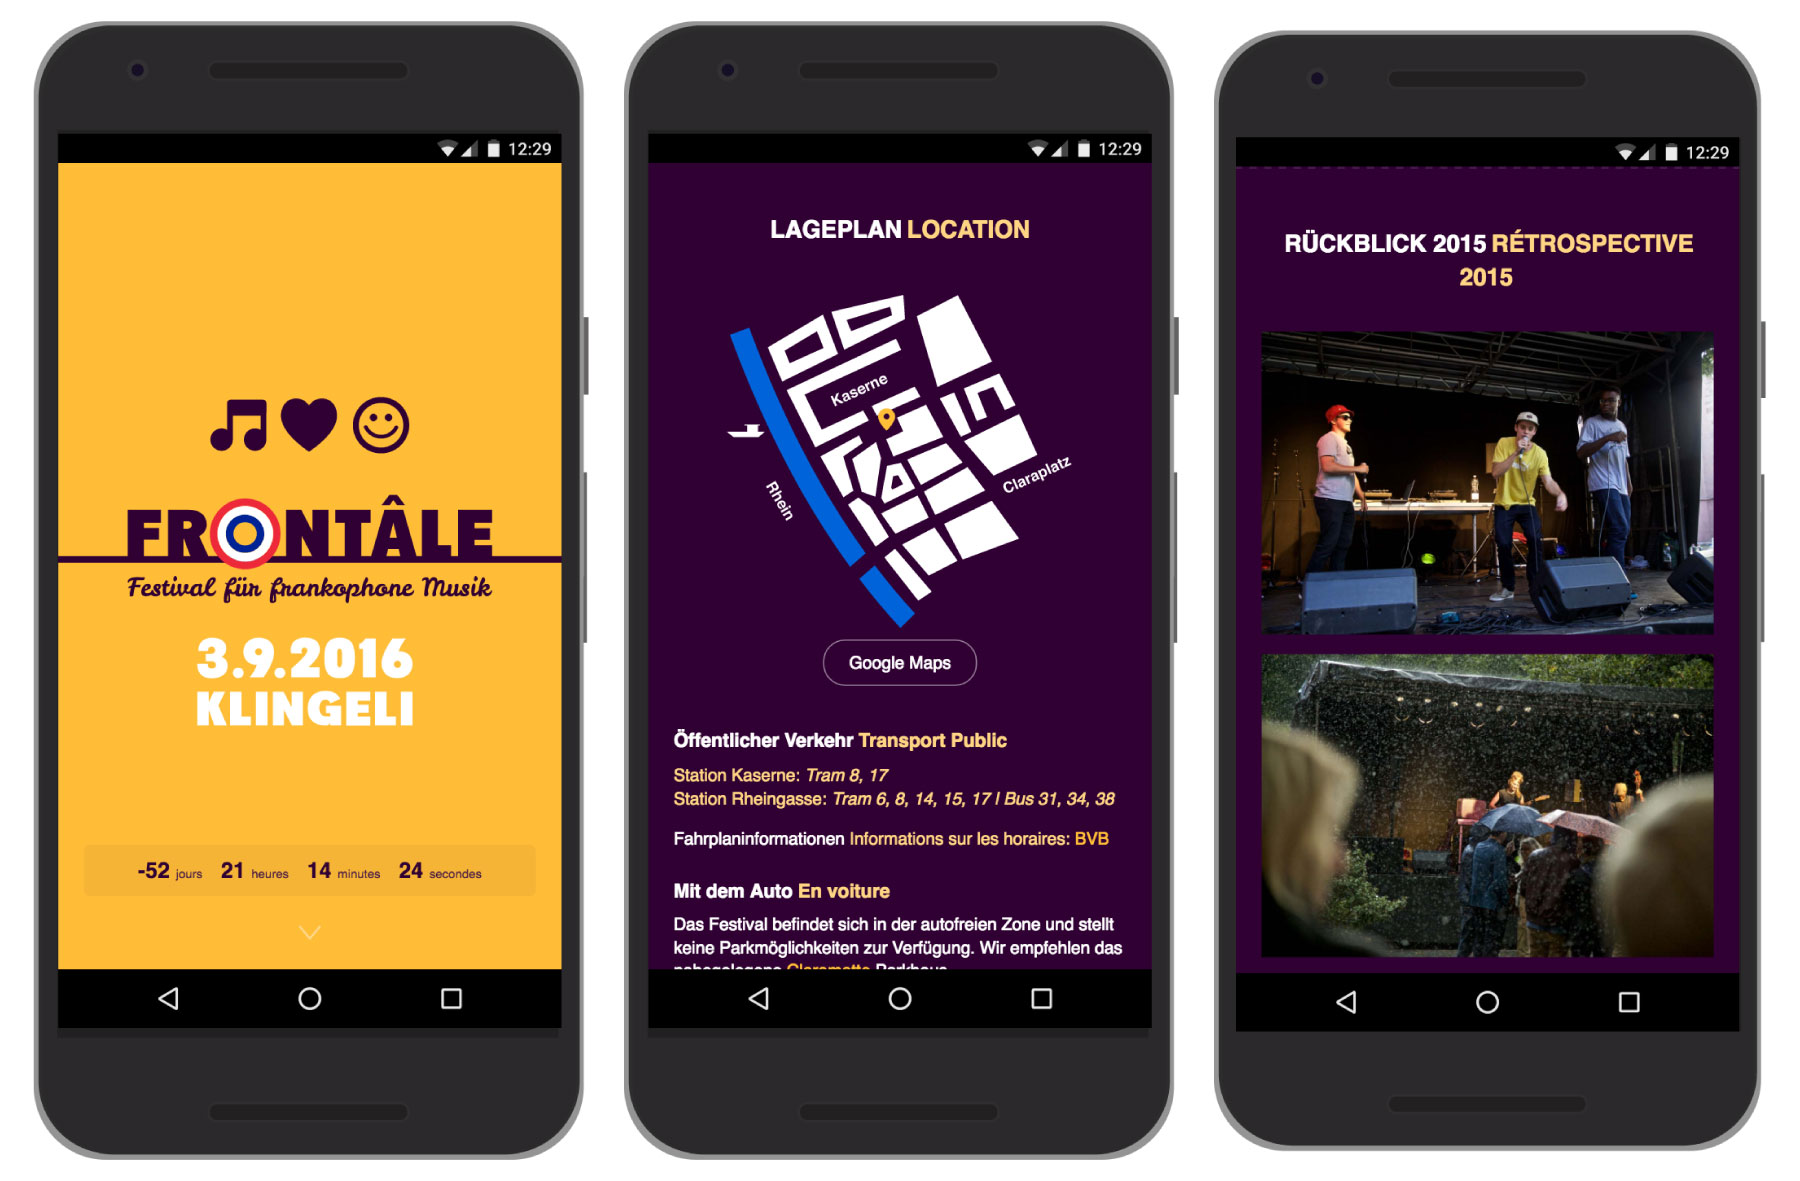 12:29
FRONTÂLE
Festival für frankophone Musik
3.9.2016
KLINGELI
-52 jours 21 heures 14 minutes 24 secondes
12:29
LAGEPLAN LOCATION
Kaserne
Claraplatz
Rhein
Google Maps
Öffentlicher Verkehr Transport Public
Station Kaserne: Tram 8, 17
Station Rheingasse: Tram 6, 8, 14, 15, 17 | Bus 31, 34, 38
Fahrplaninformationen Informations sur les horaires: BVB
Mit dem Auto En voiture
Das Festival befindet sich in der autofreien Zone und stellt
keine Parkmöglichkeiten zur Verfügung. Wir empfehlen das
nahegelegene Claramatte Parkhaus
12:29
RÜCKBLICK 2015 RÉTROSPECTIVE
2015